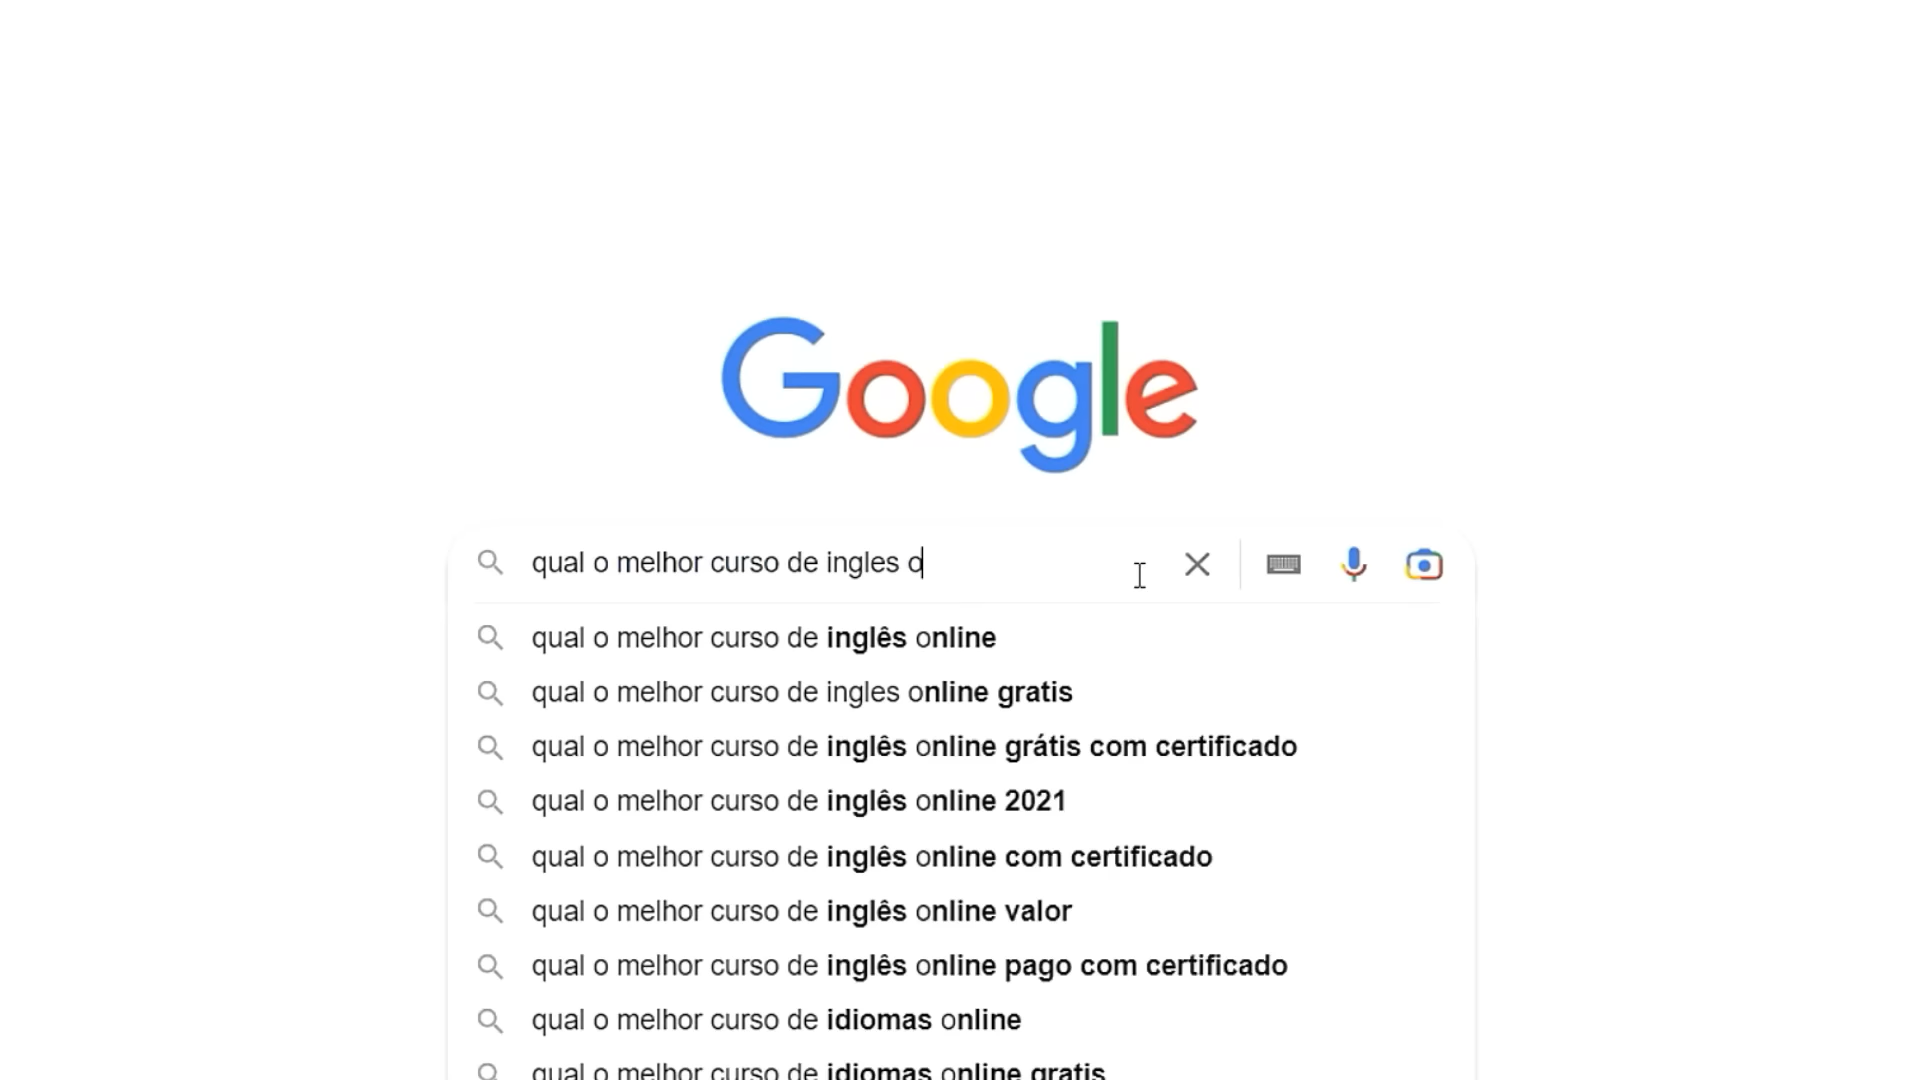 Google
qual o melhor curso de ingles o
qual o melhor curso de inglês online
qual o melhor curso de ingles online gratis
qual o melhor curso de inglês online grátis com certificado
qual o melhor curso de inglês online 2021
qual o melhor curso de inglês online com certificado
qual o melhor curso de inglês online valor
qual o melhor curso de inglês online pago com certificado
qual o melhor curso de idiomas online
qual o melhor curso de idiomas online gratis